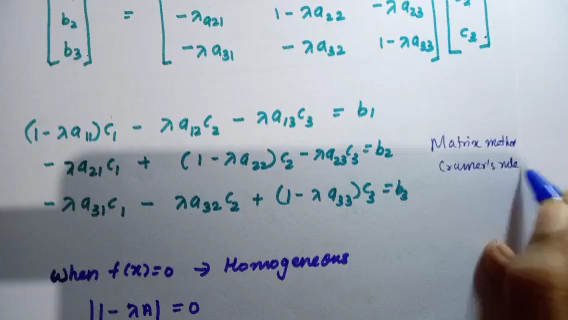 b₂ = -λa₂₁ 1-λa₂₂ -λa₂₃
b₃ -λa₃₁ -λa₃₂ 1-λa₃₃ c₃
(1-λa₁₁)c₁ - λa₁₂c₂ - λa₁₃c₃ = b₁
-λa₂₁c₁ + (1-λa₂₂)c₂ - λa₂₃c₃ = b₂
-λa₃₁c₁ - λa₃₂c₂ + (1-λa₃₃)c₃ = b₃
Matrix method
Cramer's rule
when f(x)=0 → Homogeneous
|1-λA| = 0